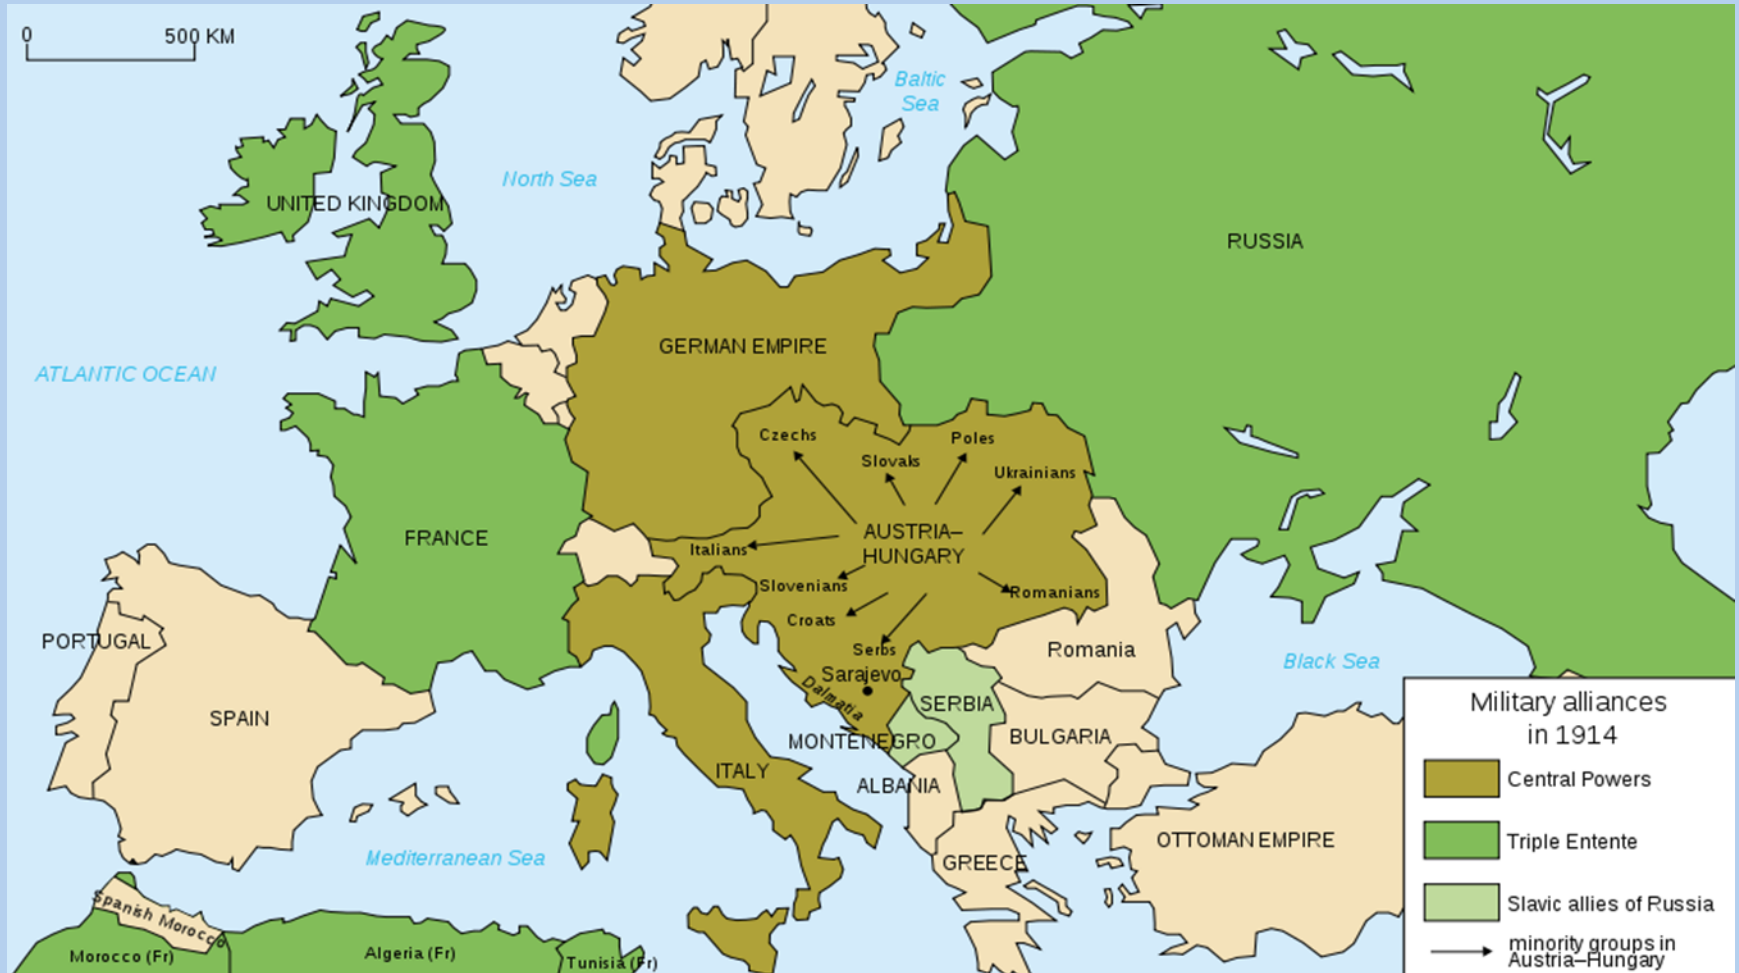 0 500 KM
Baltic
Sea
North Sea
UNITED KINGDOM
RUSSIA
GERMAN EMPIRE
ATLANTIC OCEAN
Czechs
Poles
Slovaks
Ukrainians
FRANCE
AUSTRIA–
HUNGARY
Italians
Slovenians
Romanians
Croats
PORTUGAL
Serbs
Romania
Black Sea
Sarajevo
Dalmatia
SERBIA
SPAIN
BULGARIA
MONTENEGRO
ITALY
ALBANIA
OTTOMAN EMPIRE
Mediterranean Sea
GREECE
Spanish Morocco
Morocco (Fr)
Algeria (Fr)
Tunisia (Fr)
Military alliances
in 1914
Central Powers
Triple Entente
Slavic allies of Russia
minority groups in
Austria–Hungary